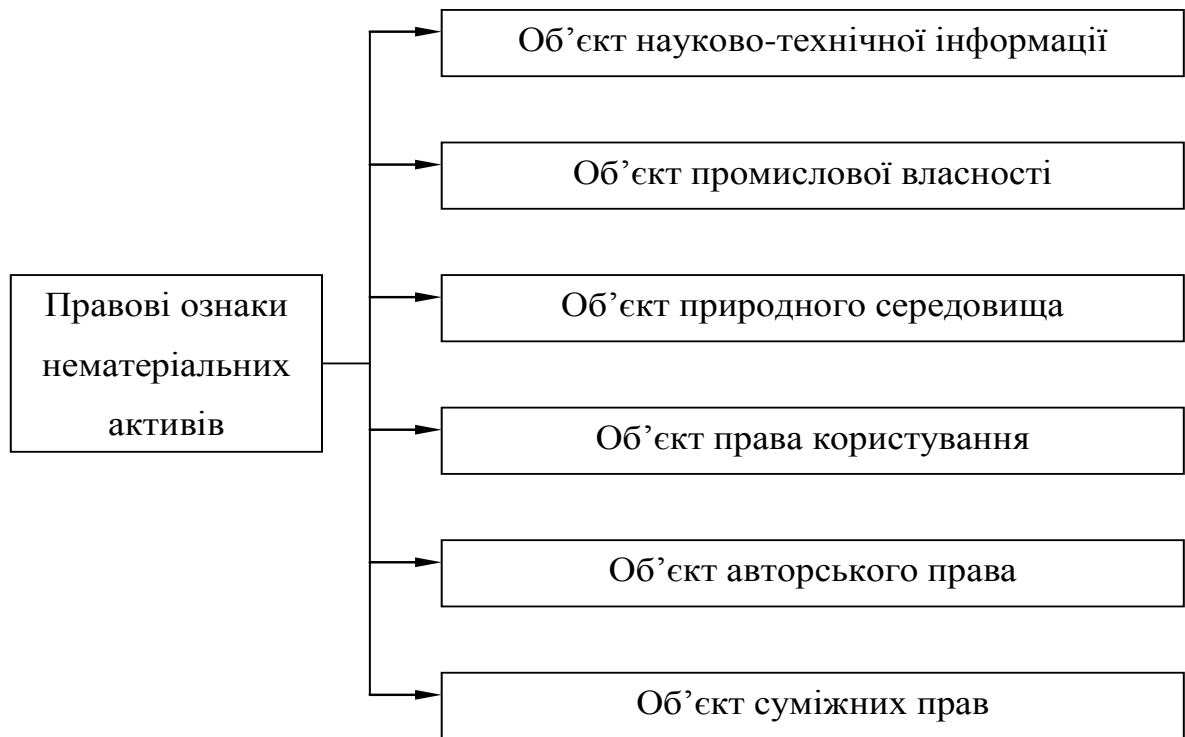 Об’єкт науково-технічної інформації
Об’єкт промислової власності
Правові ознаки
нематеріальних
активів
Об’єкт природного середовища
Об’єкт права користування
Об’єкт авторського права
Об’єкт суміжних прав